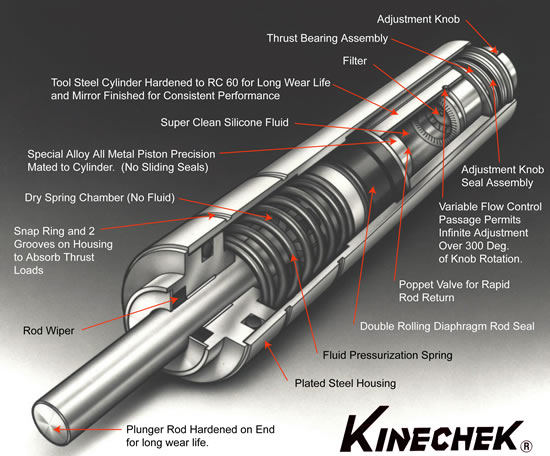 Adjustment Knob
Thrust Bearing Assembly
Filter
Tool Steel Cylinder Hardened to RC 60 for Long Wear Life
and Mirror Finished for Consistent Performance
Super Clean Silicone Fluid
Special Alloy All Metal Piston Precision
Mated to Cylinder. (No Sliding Seals)
Adjustment Knob
Seal Assembly
Dry Spring Chamber (No Fluid)
Variable Flow Control
Passage Permits
Infinite Adjustment
Over 300 Deg.
of Knob Rotation.
Snap Ring and 2
Grooves on Housing
to Absorb Thrust
Loads
Poppet Valve for Rapid
Rod Return
Rod Wiper
Double Rolling Diaphragm Rod Seal
Fluid Pressurization Spring
Plated Steel Housing
Plunger Rod Hardened on End
for long wear life.
KINECHEK ®